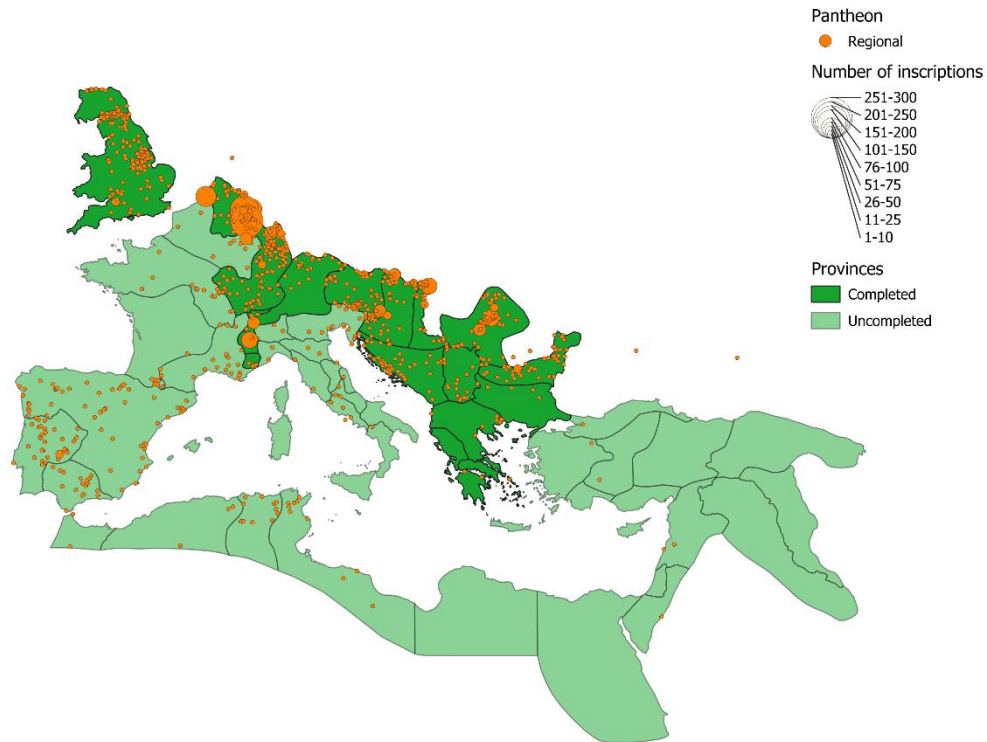 Pantheon
Regional
Number of inscriptions
251-300
201-250
151-200
101-150
76-100
51-75
26-50
11-25
1-10
Provinces
Completed
Uncompleted